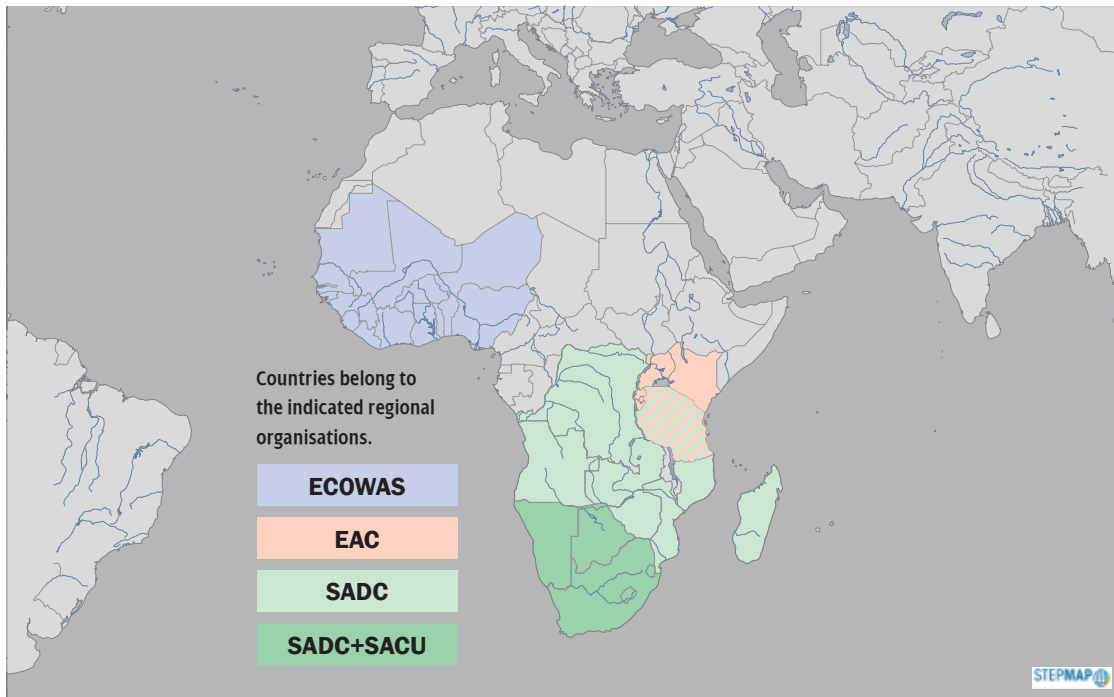 Countries belong to
the indicated regional
organisations.
ECOWAS
EAC
SADC
SADC+SACU
STEPMAP